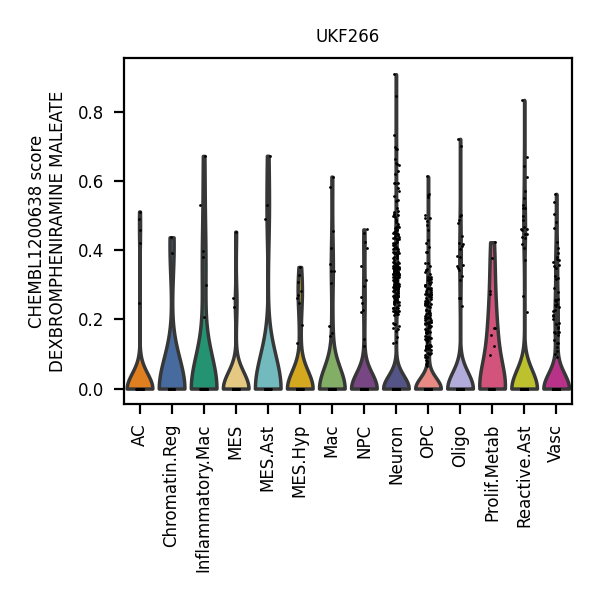 UKF266
CHEMBL1200638 score
DEXBROMPHENIRAMINE MALEATE
0.8
0.6
0.4
0.2
0.0
AC
Chromatin.Reg
Inflammatory.Mac
MES
MES.Ast
MES.Hyp
Mac
NPC
Neuron
OPC
Oligo
Prolif.Metab
Reactive.Ast
Vasc